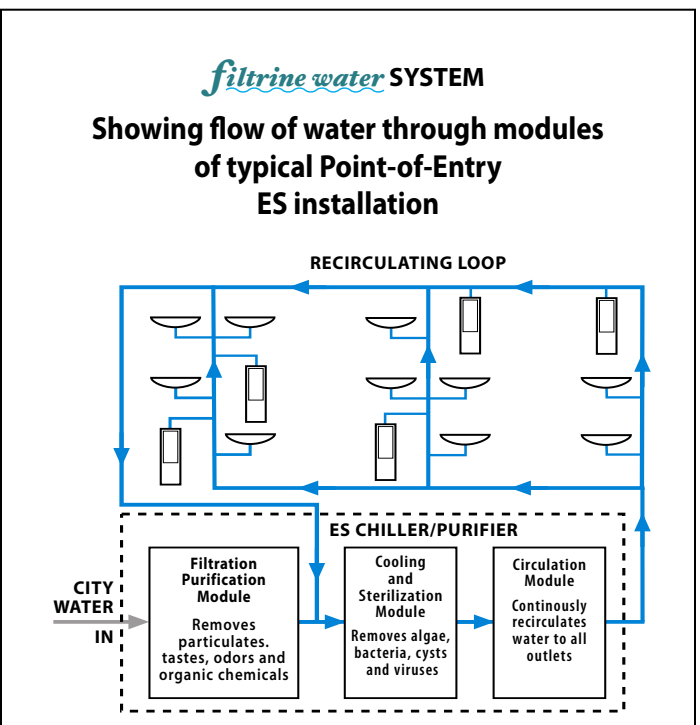 filtrine water SYSTEM
Showing flow of water through modules
of typical Point-of-Entry
ES installation
RECIRCULATING LOOP
ES CHILLER/PURIFIER
CITY
WATER
IN
Filtration
Purification
Module
Removes
particulates.
tastes, odors and
organic chemicals
Cooling
and
Sterilization
Module
Removes algae,
bacteria, cysts
and viruses
Circulation
Module
Continously
recirculates
water to all
outlets